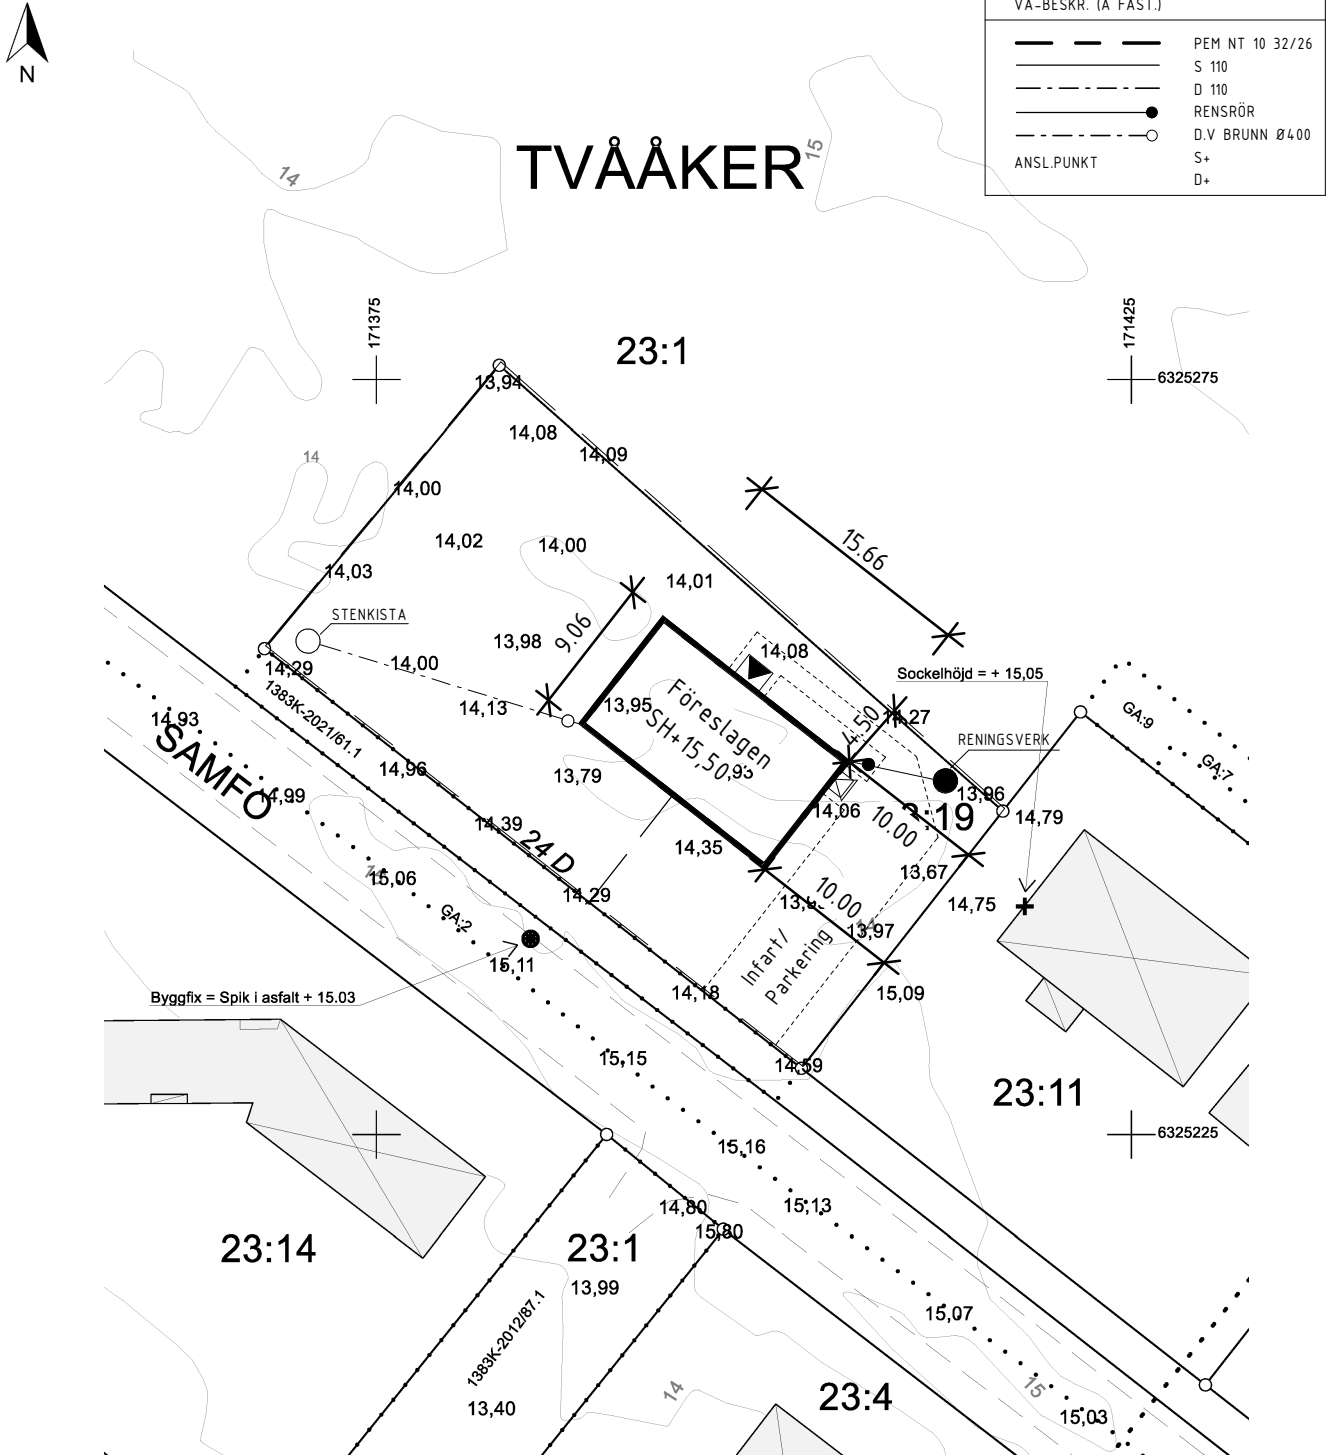 VA-BESKR. (Å FAST.)
PEM NT 10 32/26
S 110
D 110
RENSRÖR
D.V BRUNN Ø400
ANSL.PUNKT
S+
D+
N
TVÅÅKER
14
15
171375
171425
23:1
6325275
13,94
14,08
14,09
14
14,00
15.66
14,02
14,00
14,03
14,01
STENKISTA
9.06
13,98
14,08
14,29
14,00
Sockelhöjd = + 15,05
1383K-2021/61.1
14,13
13,95
Föreslagen
SH+15,50
4.50
14,27
GA:9
14,93
RENINGSVERK
GA:7
SAMFÖ
14,96
13,79
13,96
14,99
14,06
14,79
14,39
24 D
14,35
10.00
13,67
15,06
14,29
10.00
14,75
GA:2
13,97
15,11
Infart/
Parkering
14,18
15,09
Byggfix = Spik i asfalt + 15.03
15,15
14,59
23:11
6325225
15,16
14,80
15,13
15,80
23:14
23:1
13,99
15,07
1383K-2012/87.1
14
15
13,40
23:4
15,03